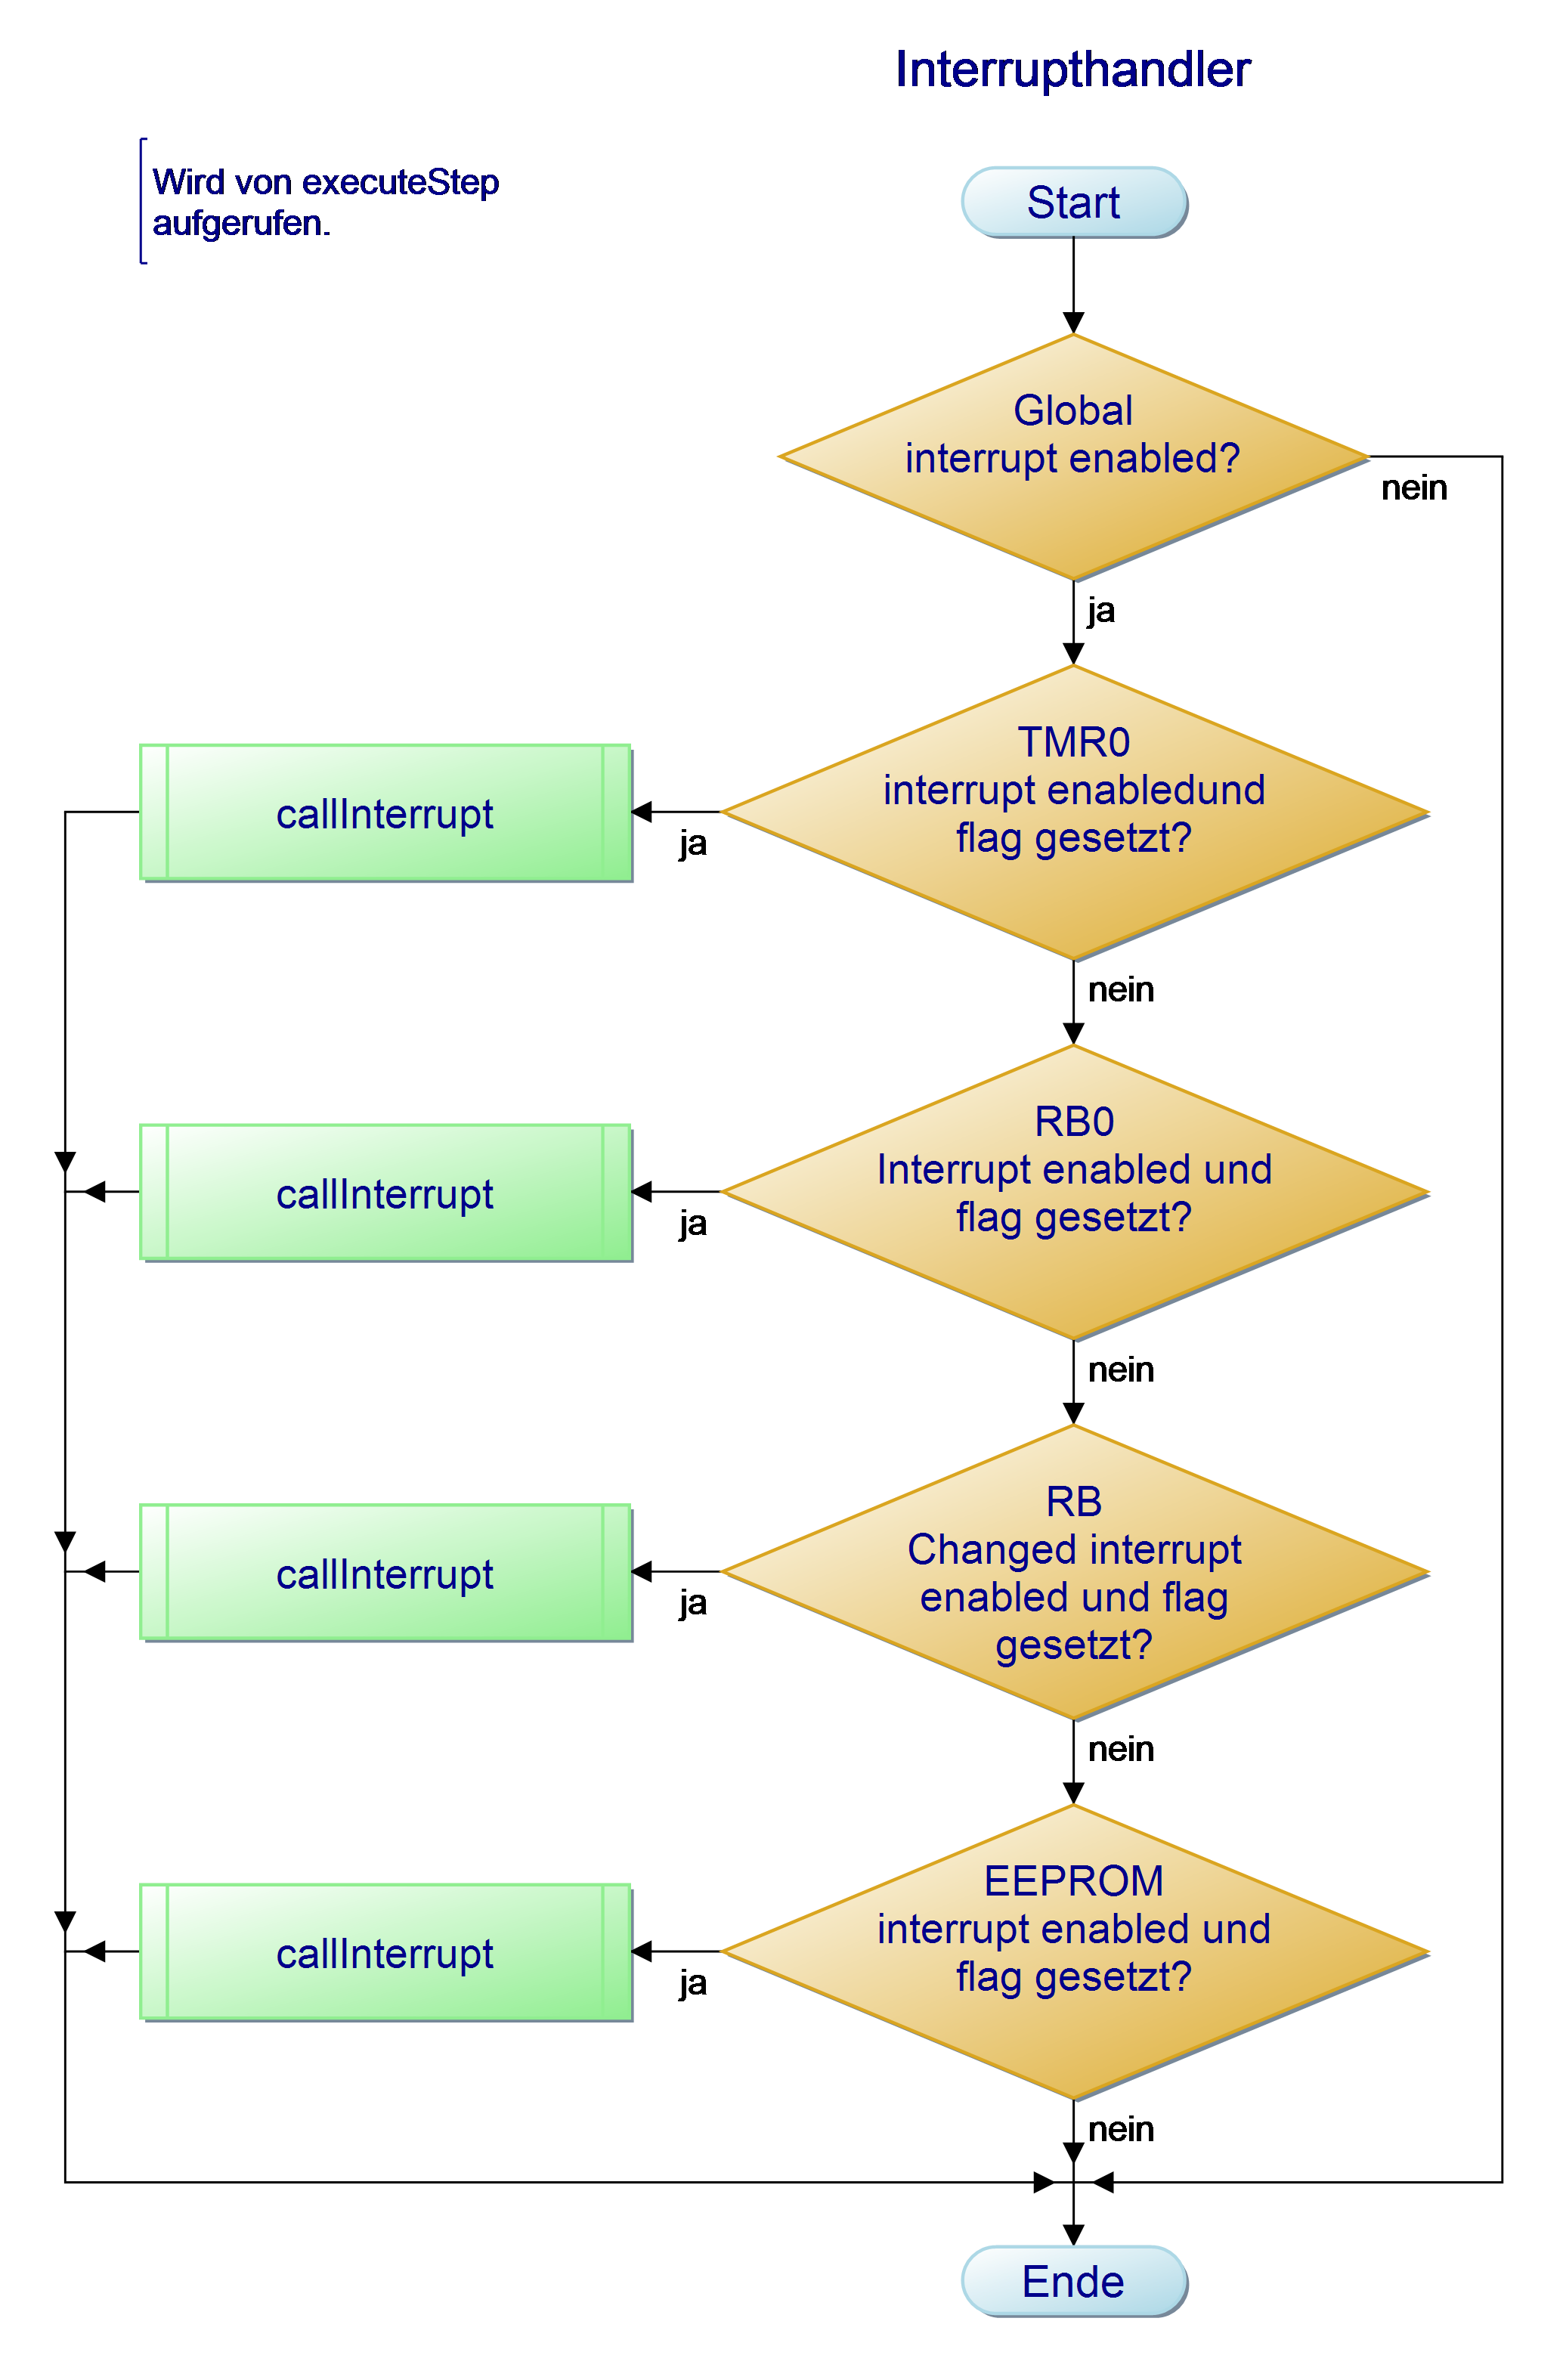 Interrupthandler
Wird von executeStep
aufgerufen.
Start
Global
interrupt enabled?
nein
ja
TMR0
interrupt enabledund
flag gesetzt?
ja
callInterrupt
nein
RB0
Interrupt enabled und
flag gesetzt?
ja
callInterrupt
nein
RB
Changed interrupt
enabled und flag
gesetzt?
ja
callInterrupt
nein
EEPROM
interrupt enabled und
flag gesetzt?
ja
callInterrupt
nein
Ende